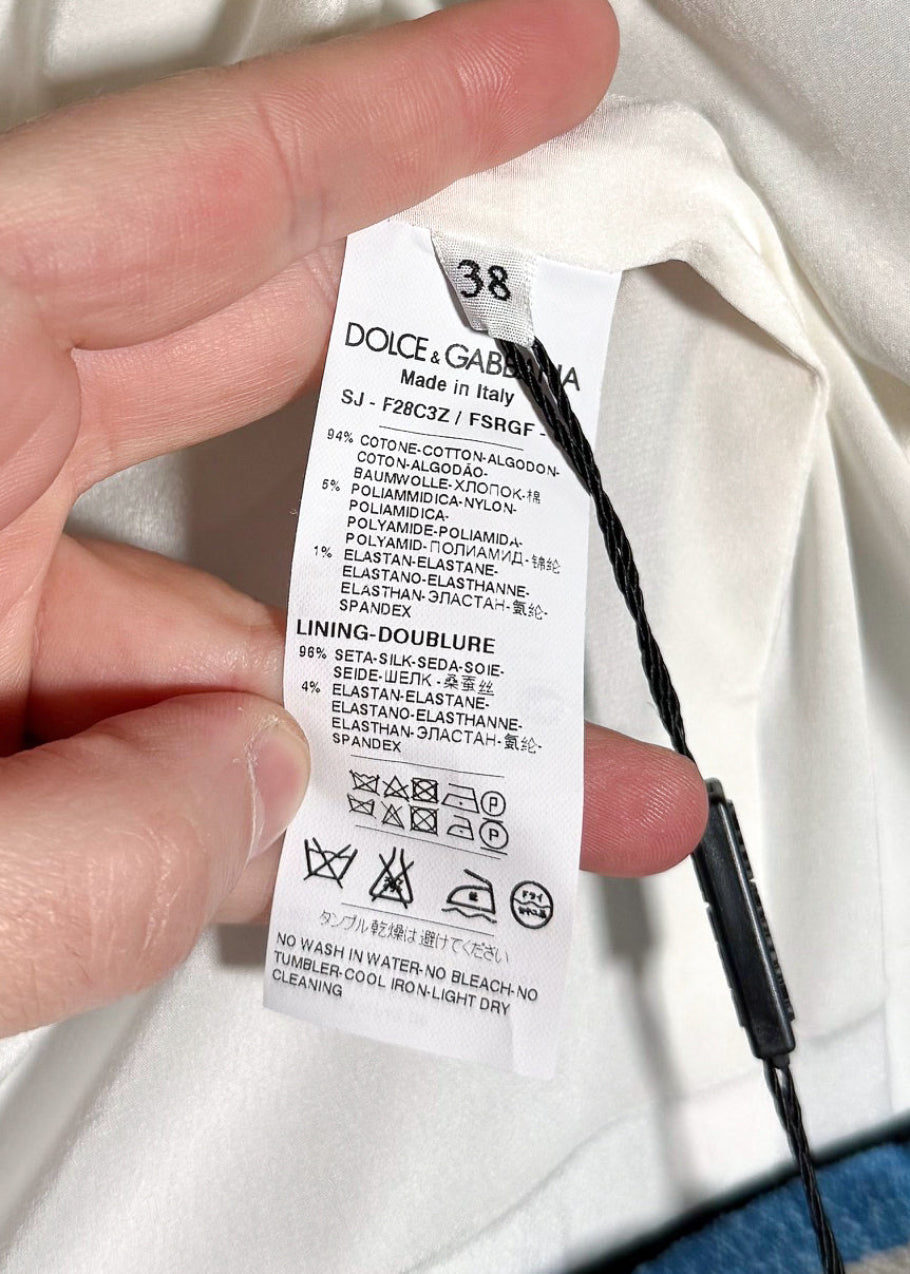 38
DOLCE & GABBANA
Made in Italy
SJ - F28C3Z / FSRGF -
94% COTONE-COTTON-ALGODON-
COTON-ALGODÃO-
BAUMWOLLE-ХЛОПОК-棉
5% POLIAMMIDICA-NYLON-
POLIAMIDICA-
POLYAMIDE-POLIAMIDA-
POLYAMID-ПОЛИАМИД-锦纶
1% ELASTAN-ELASTANE-
ELASTANO-ELASTHANNE-
ELASTHAN-ЭЛАСТАН-氨纶-
SPANDEX
LINING-DOUBLURE
96% SETA-SILK-SEDA-SOIE-
SEIDE-ШЕЛК-桑蚕丝
4% ELASTAN-ELASTANE-
ELASTANO-ELASTHANNE-
ELASTHAN-ЭЛАСТАН-氨纶-
SPANDEX
P
P
ドライ
タンブル乾燥は避けてください
NO WASH IN WATER-NO BLEACH-NO
TUMBLER-COOL IRON-LIGHT DRY
CLEANING